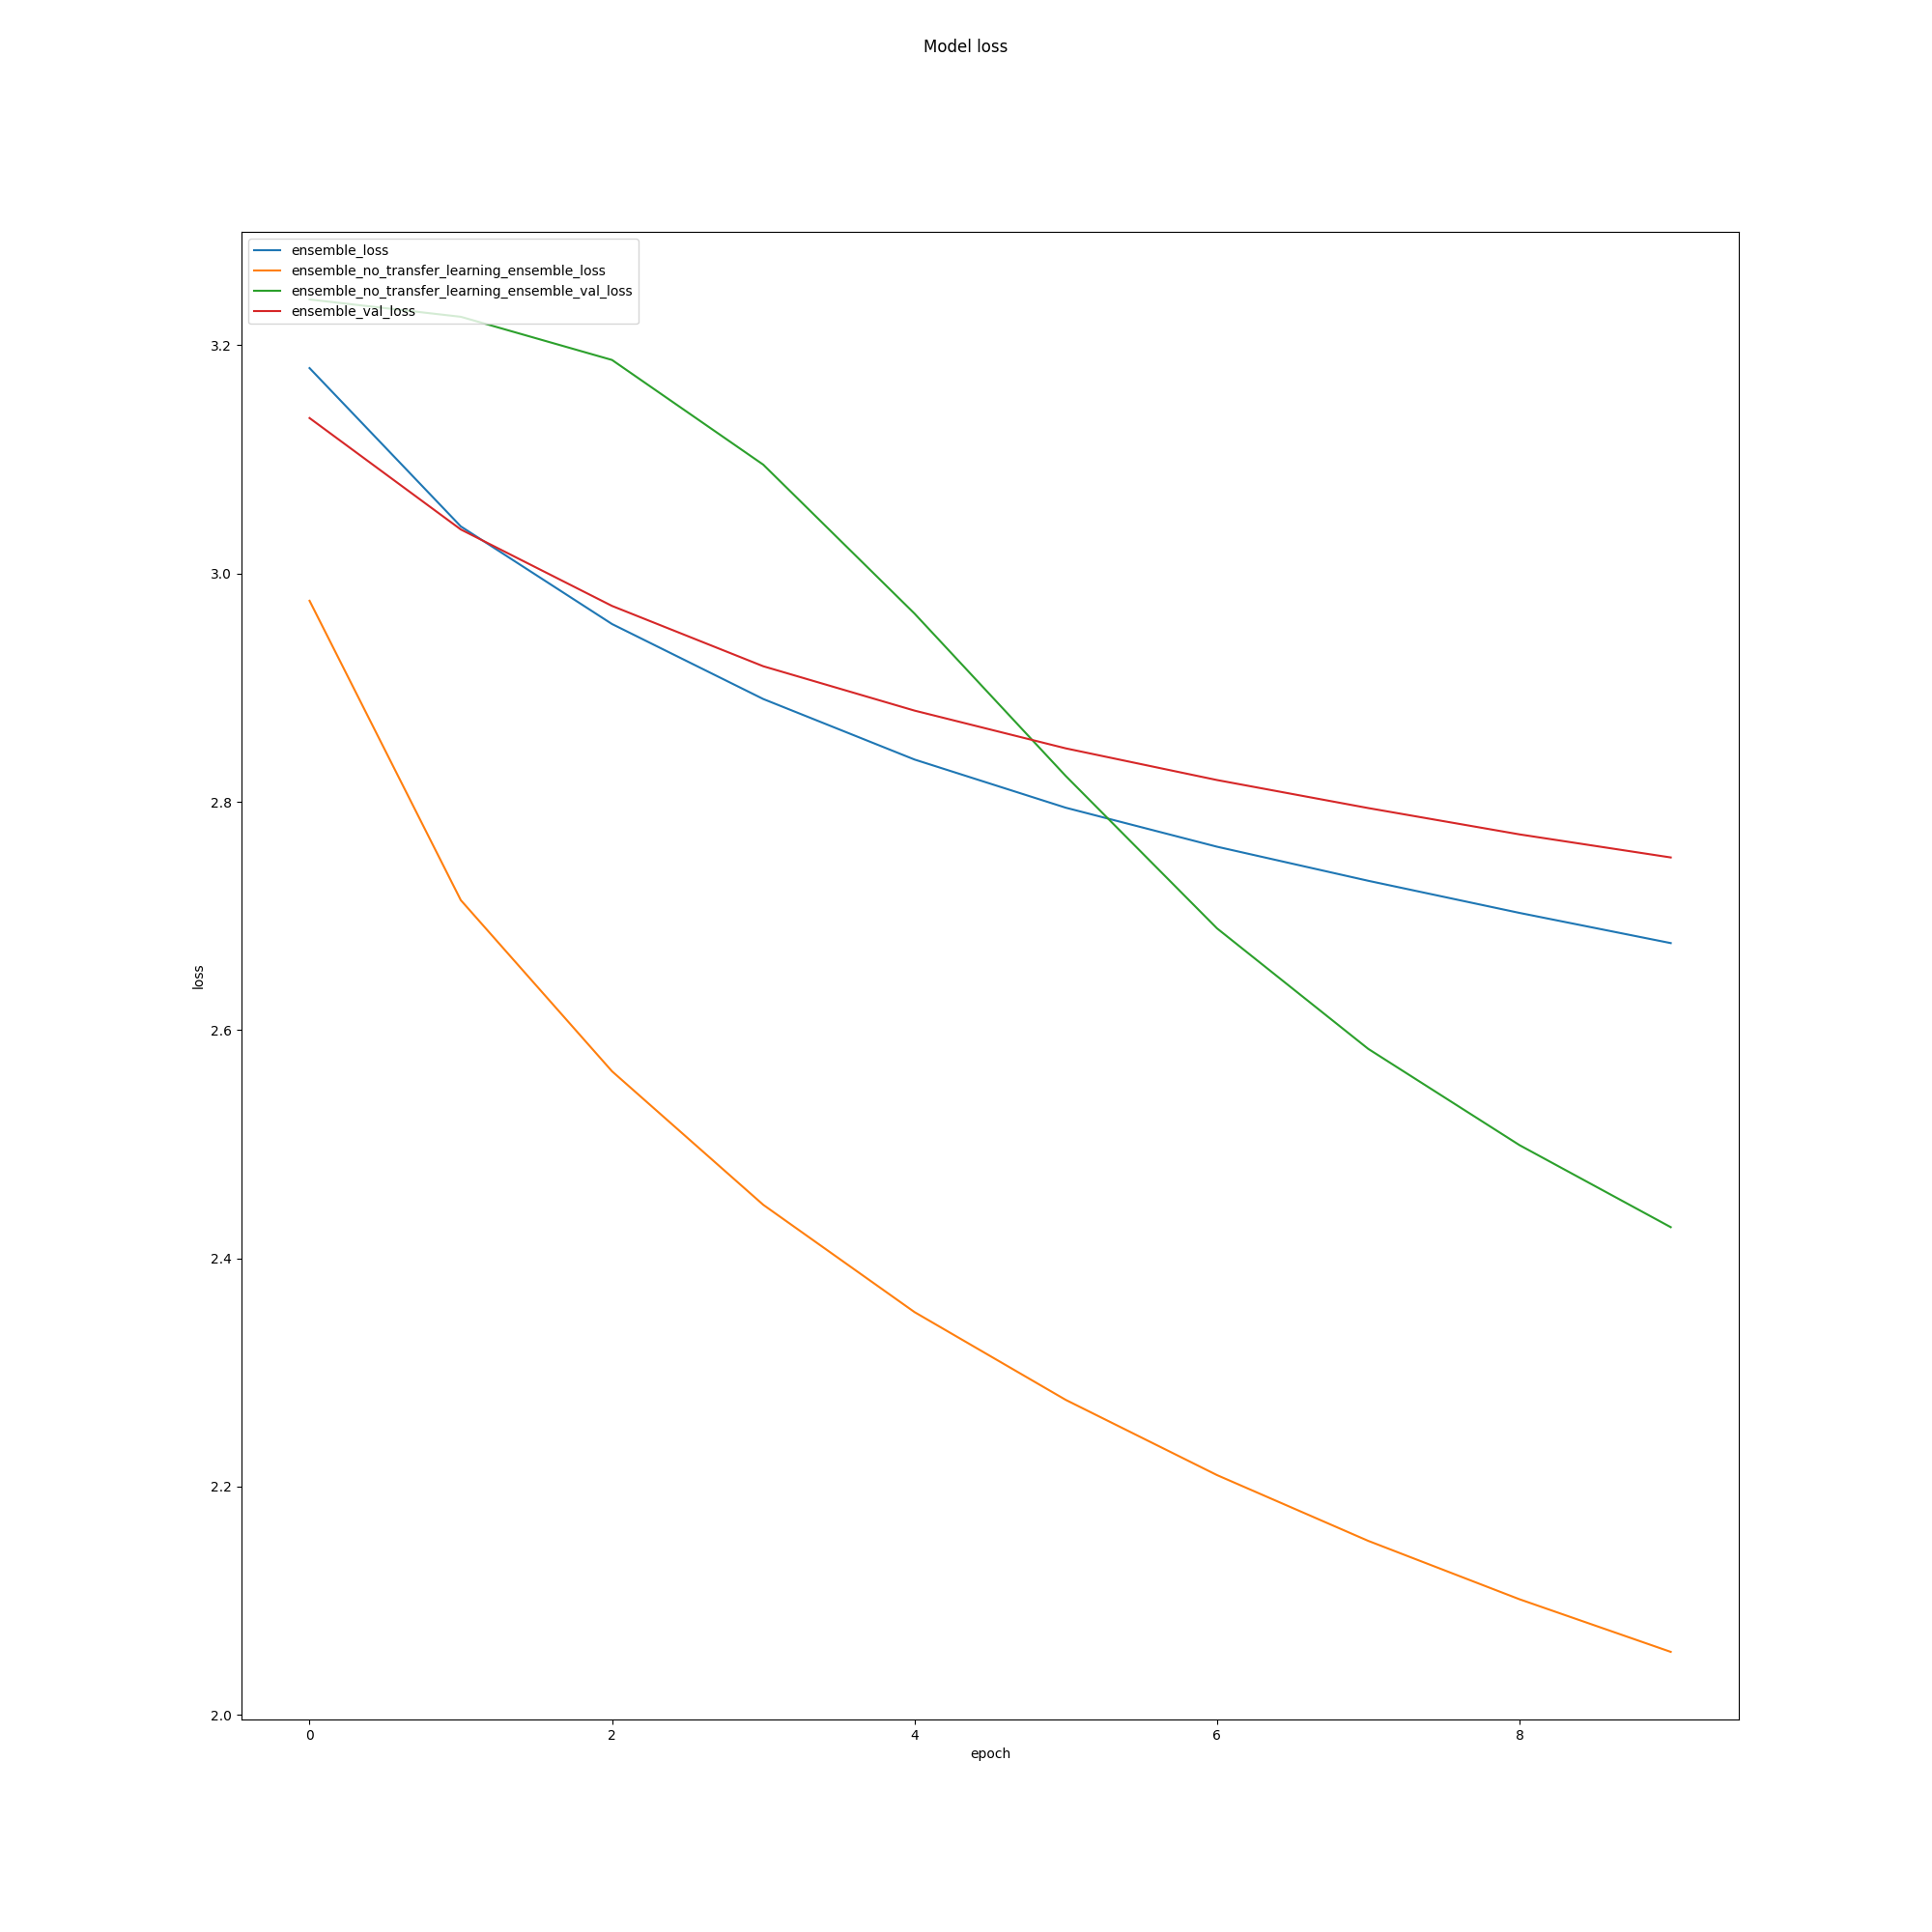 Model loss
ensemble_loss
ensemble_no_transfer_learning_ensemble_loss
ensemble_no_transfer_learning_ensemble_val_loss
ensemble_val_loss
3.2
3.0
2.8
2.6
2.4
2.2
2.0
loss
0 2 4 6 8
epoch